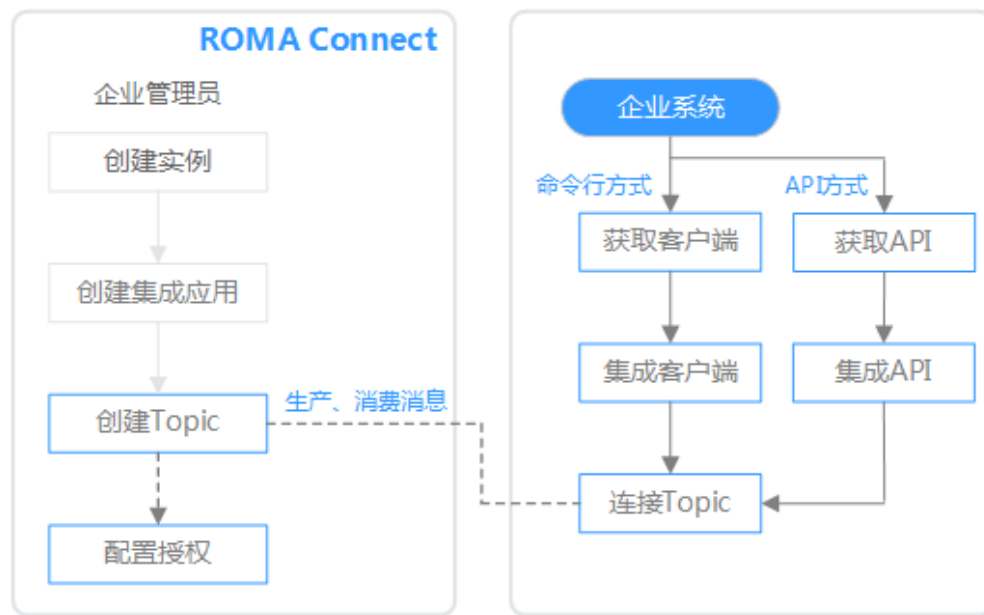 ROMA Connect
企业管理员
创建实例
创建集成应用
创建Topic
配置授权
生产、消费消息
企业系统
命令行方式
API方式
获取客户端
获取API
集成客户端
集成API
连接Topic